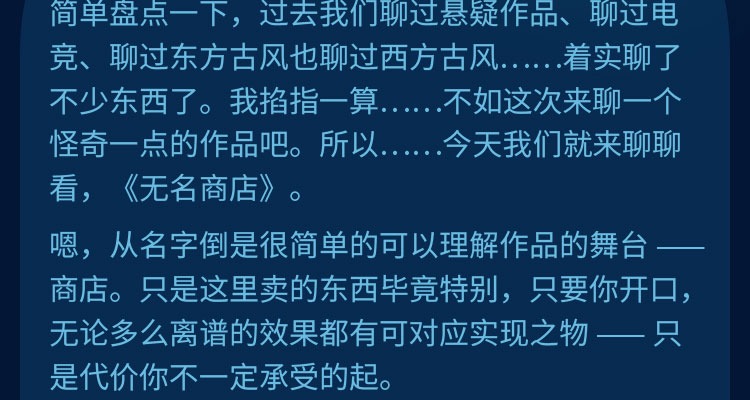 简单盘点一下，过去我们聊过悬疑作品、聊过电
竞、聊过东方古风也聊过西方古风……着实聊了
不少东西了。我掐指一算……不如这次来聊一个
怪奇一点的作品吧。所以……今天我们就来聊聊
看，《无名商店》。
嗯，从名字倒是很简单的可以理解作品的舞台 ——
商店。只是这里卖的东西毕竟特别，只要你开口，
无论多么离谱的效果都有可对应实现之物 —— 只
是代价你不一定承受的起。